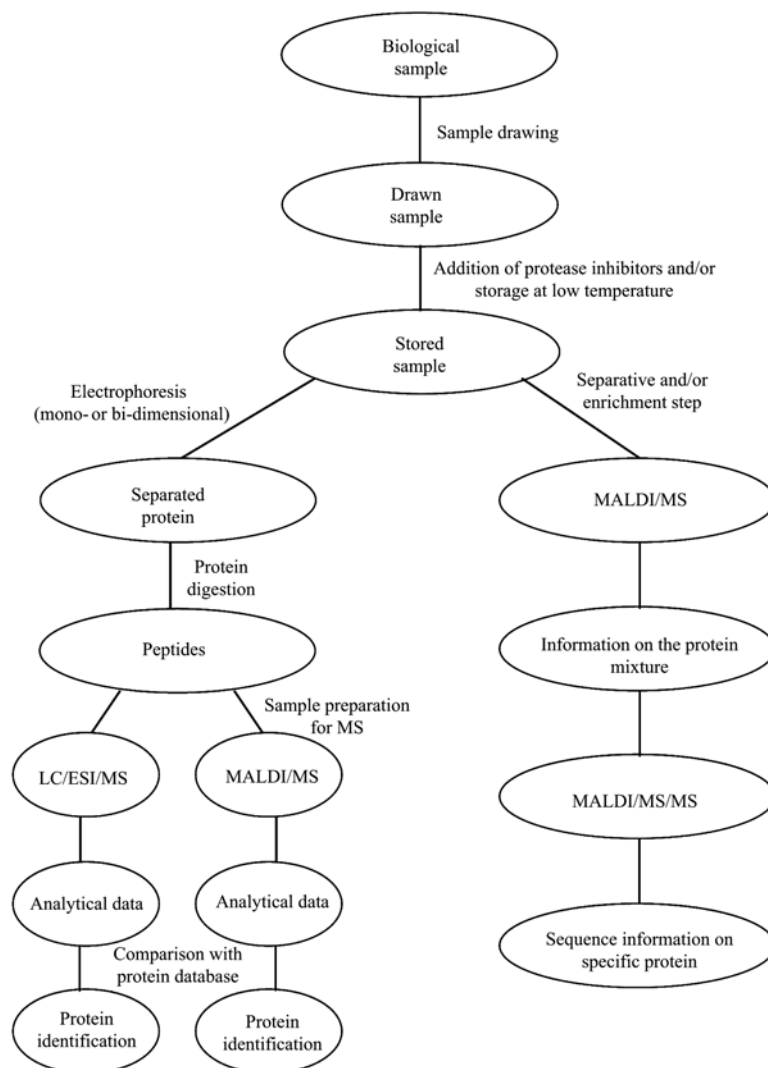 Biological
sample
Sample drawing
Drawn
sample
Addition of protease inhibitors and/or
storage at low temperature
Stored
sample
Electrophoresis
(mono- or bi-dimensional)
Separative and/or
enrichment step
Separated
protein
MALDI/MS
Protein
digestion
Peptides
Information on the protein
mixture
Sample preparation
for MS
LC/ESI/MS
MALDI/MS
MALDI/MS/MS
Analytical data
Analytical data
Sequence information on
specific protein
Comparison with
protein database
Protein
identification
Protein
identification